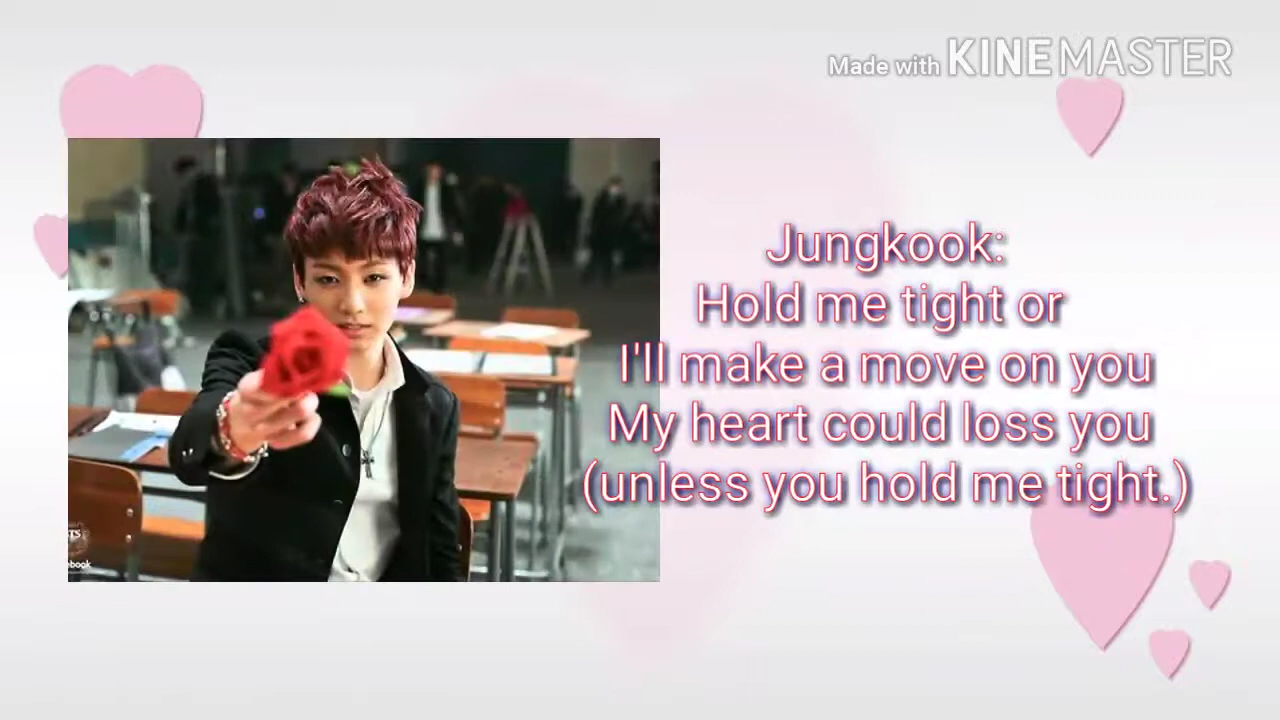 Made with KINEMASTER
Jungkook:
Hold me tight or
I'll make a move on you
My heart could loss you
(unless you hold me tight.)